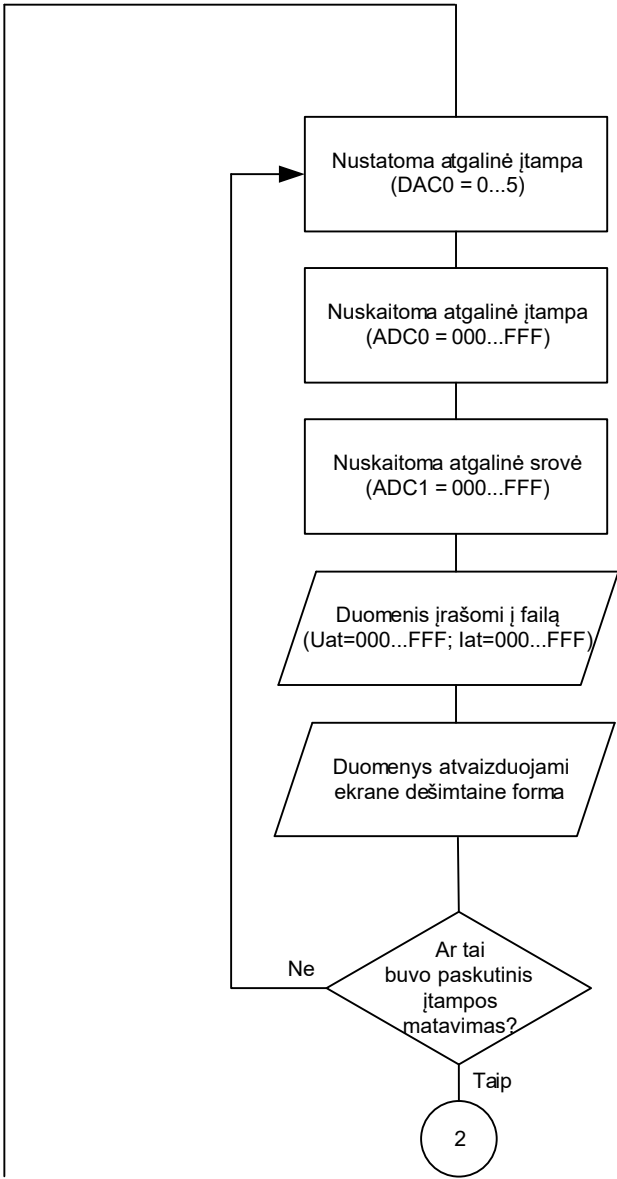 Nustatoma atgalinė įtampa
(DAC0 = 0...5)
Nuskaitoma atgalinė įtampa
(ADC0 = 000...FFF)
Nuskaitoma atgalinė srovė
(ADC1 = 000...FFF)
Duomenis įrašomi į failą
(Uat=000...FFF; Iat=000...FFF)
Duomenys atvaizduojami
ekrane dešimtaine forma
Ne
Ar tai
buvo paskutinis
įtampos
matavimas?
Taip
2